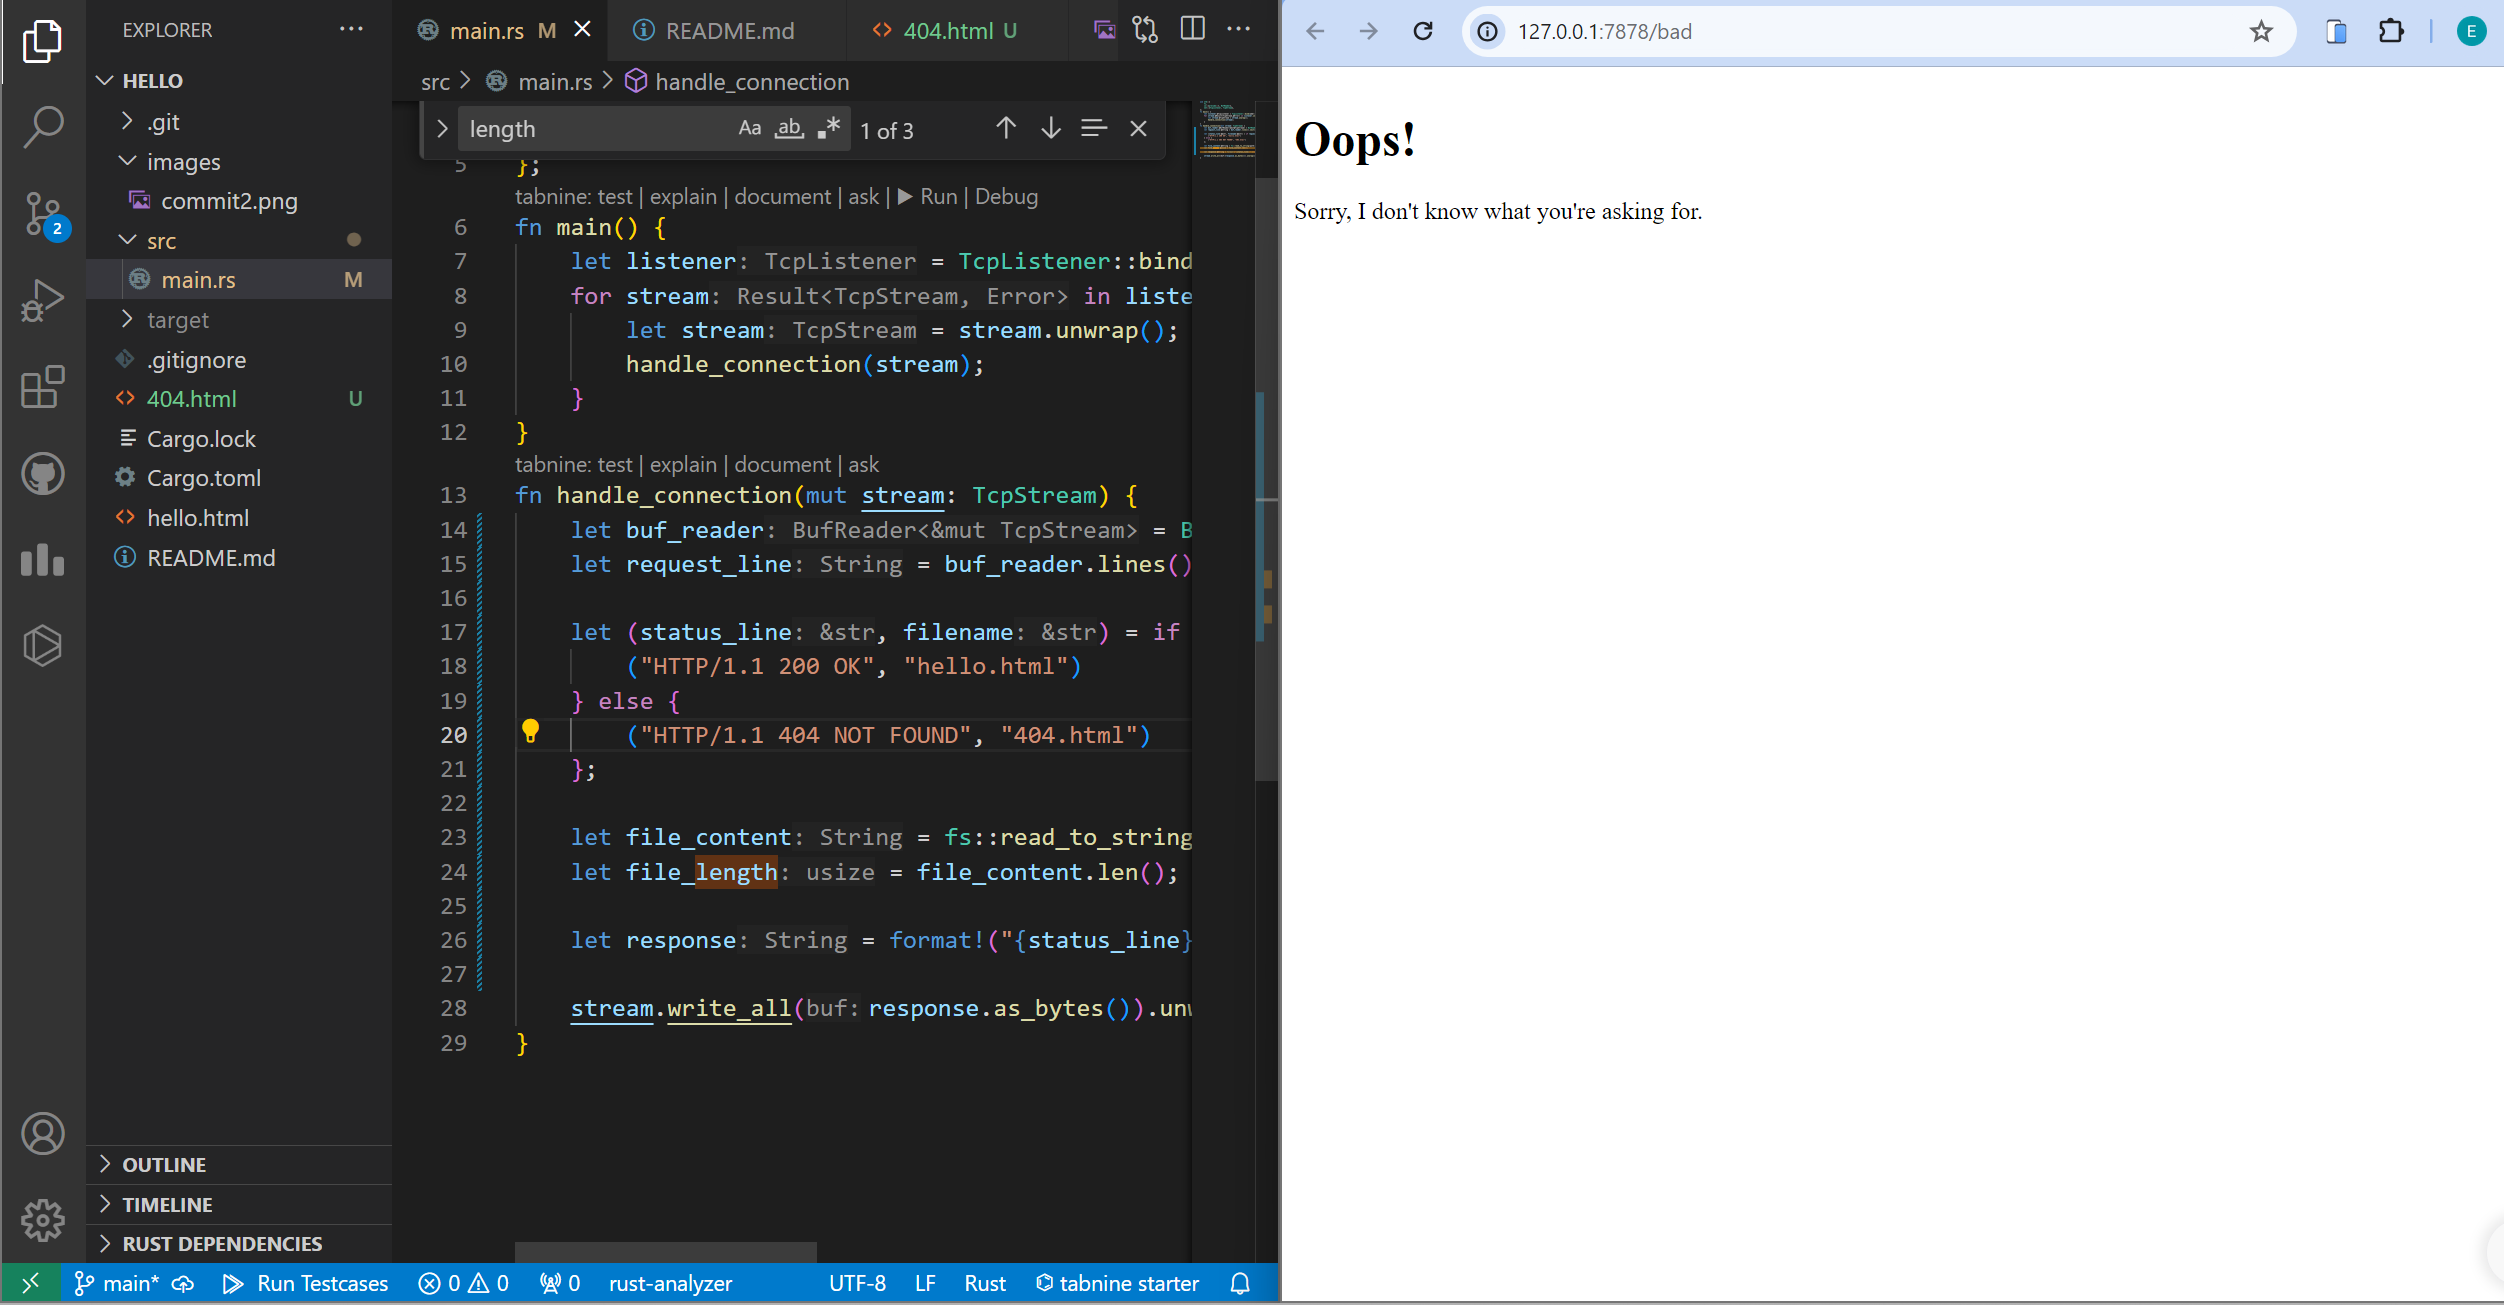 EXPLORER
HELLO
.git
images
commit2.png
src
main.rs M
target
.gitignore
404.html U
Cargo.lock
Cargo.toml
hello.html
README.md
OUTLINE
TIMELINE
RUST DEPENDENCIES
2
main.rs M
README.md
404.html U
src > main.rs > handle_connection
length Aa ab .* 1 of 3
5 };
tabnine: test | explain | document | ask | ▶ Run | Debug
6 fn main() {
7 let listener: TcpListener = TcpListener::bind
8 for stream: Result<TcpStream, Error> in liste
9 let stream: TcpStream = stream.unwrap();
10 handle_connection(stream);
11 }
12 }
tabnine: test | explain | document | ask
13 fn handle_connection(mut stream: TcpStream) {
14 let buf_reader: BufReader<&mut TcpStream> = B
15 let request_line: String = buf_reader.lines()
16
17 let (status_line: &str, filename: &str) = if
18 ("HTTP/1.1 200 OK", "hello.html")
19 } else {
20 ("HTTP/1.1 404 NOT FOUND", "404.html")
21 };
22
23 let file_content: String = fs::read_to_string
24 let file_length: usize = file_content.len();
25
26 let response: String = format!("{status_line}
27
28 stream.write_all(buf: response.as_bytes()).unw
29 }
main* Run Testcases 0 0 0 rust-analyzer UTF-8 LF Rust tabnine starter
127.0.0.1:7878/bad
E
Oops!
Sorry, I don't know what you're asking for.